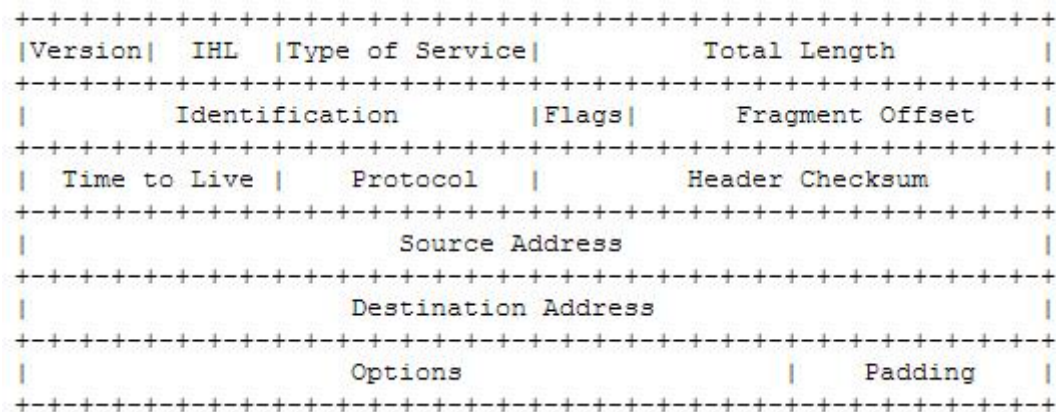 +-+-+-+-+-+-+-+-+-+-+-+-+-+-+-+-+-+-+-+-+-+-+-+-+-+-+-+-+-+-+-+-+
|Version|  IHL  |Type of Service|          Total Length         |
+-+-+-+-+-+-+-+-+-+-+-+-+-+-+-+-+-+-+-+-+-+-+-+-+-+-+-+-+-+-+-+-+
|         Identification        |Flags|      Fragment Offset    |
+-+-+-+-+-+-+-+-+-+-+-+-+-+-+-+-+-+-+-+-+-+-+-+-+-+-+-+-+-+-+-+-+
|  Time to Live |    Protocol   |         Header Checksum       |
+-+-+-+-+-+-+-+-+-+-+-+-+-+-+-+-+-+-+-+-+-+-+-+-+-+-+-+-+-+-+-+-+
|                       Source Address                          |
+-+-+-+-+-+-+-+-+-+-+-+-+-+-+-+-+-+-+-+-+-+-+-+-+-+-+-+-+-+-+-+-+
|                    Destination Address                        |
+-+-+-+-+-+-+-+-+-+-+-+-+-+-+-+-+-+-+-+-+-+-+-+-+-+-+-+-+-+-+-+-+
|                    Options                    |    Padding    |
+-+-+-+-+-+-+-+-+-+-+-+-+-+-+-+-+-+-+-+-+-+-+-+-+-+-+-+-+-+-+-+-+